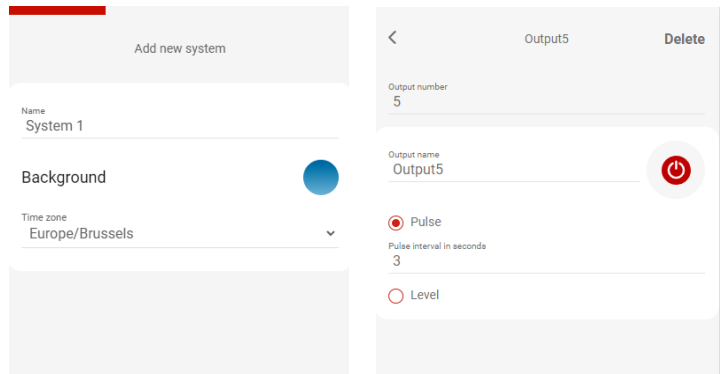 Add new system
Name
System 1
Background
Time zone
Europe/Brussels
Output5
Delete
Output number
5
Output name
Output5
Pulse
Pulse interval in seconds
3
Level